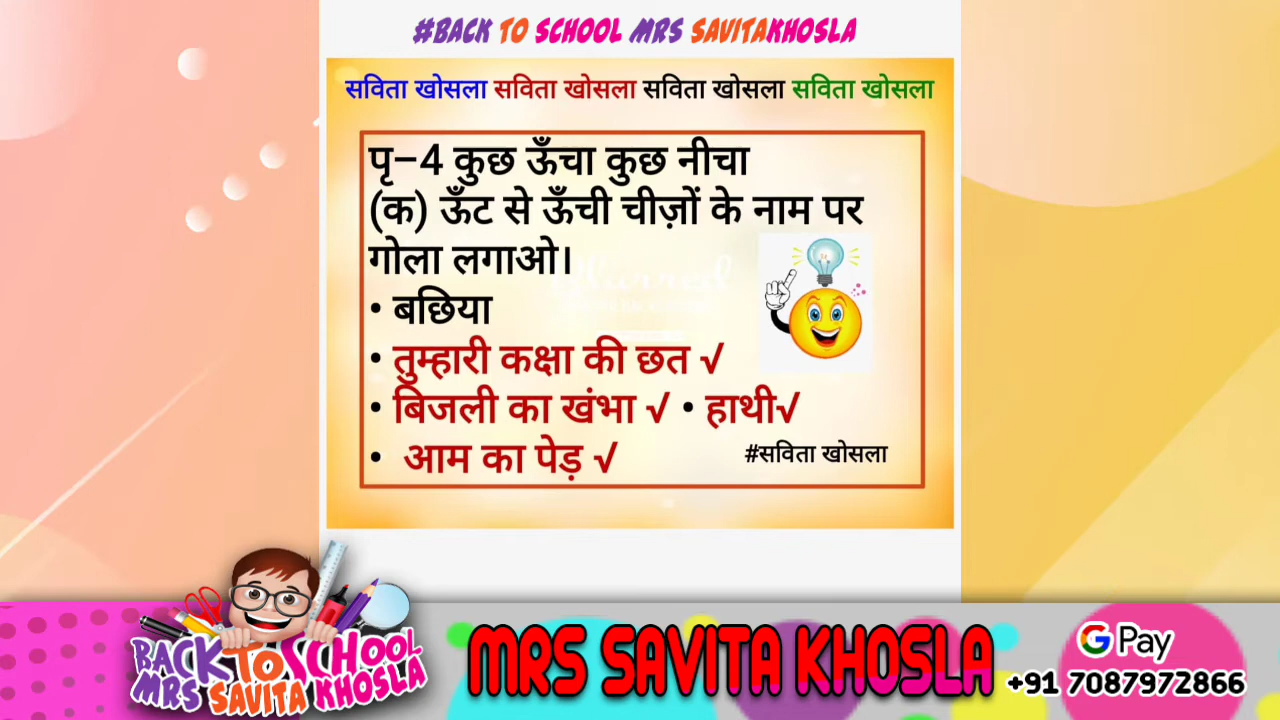 #BACK TO SCHOOL MRS SAVITAKHOSLA
सविता खोसला सविता खोसला सविता खोसला सविता खोसला
पृ–4 कुछ ऊँचा कुछ नीचा
(क) ऊँट से ऊँची चीज़ों के नाम पर
गोला लगाओ।
• बछिया
• तुम्हारी कक्षा की छत √
• बिजली का खंभा √ • हाथी√
• आम का पेड़ √
#सविता खोसला
BACK TO SCHOOL
MRS SAVITA KHOSLA
MRS SAVITA KHOSLA
G Pay
+91 7087972866